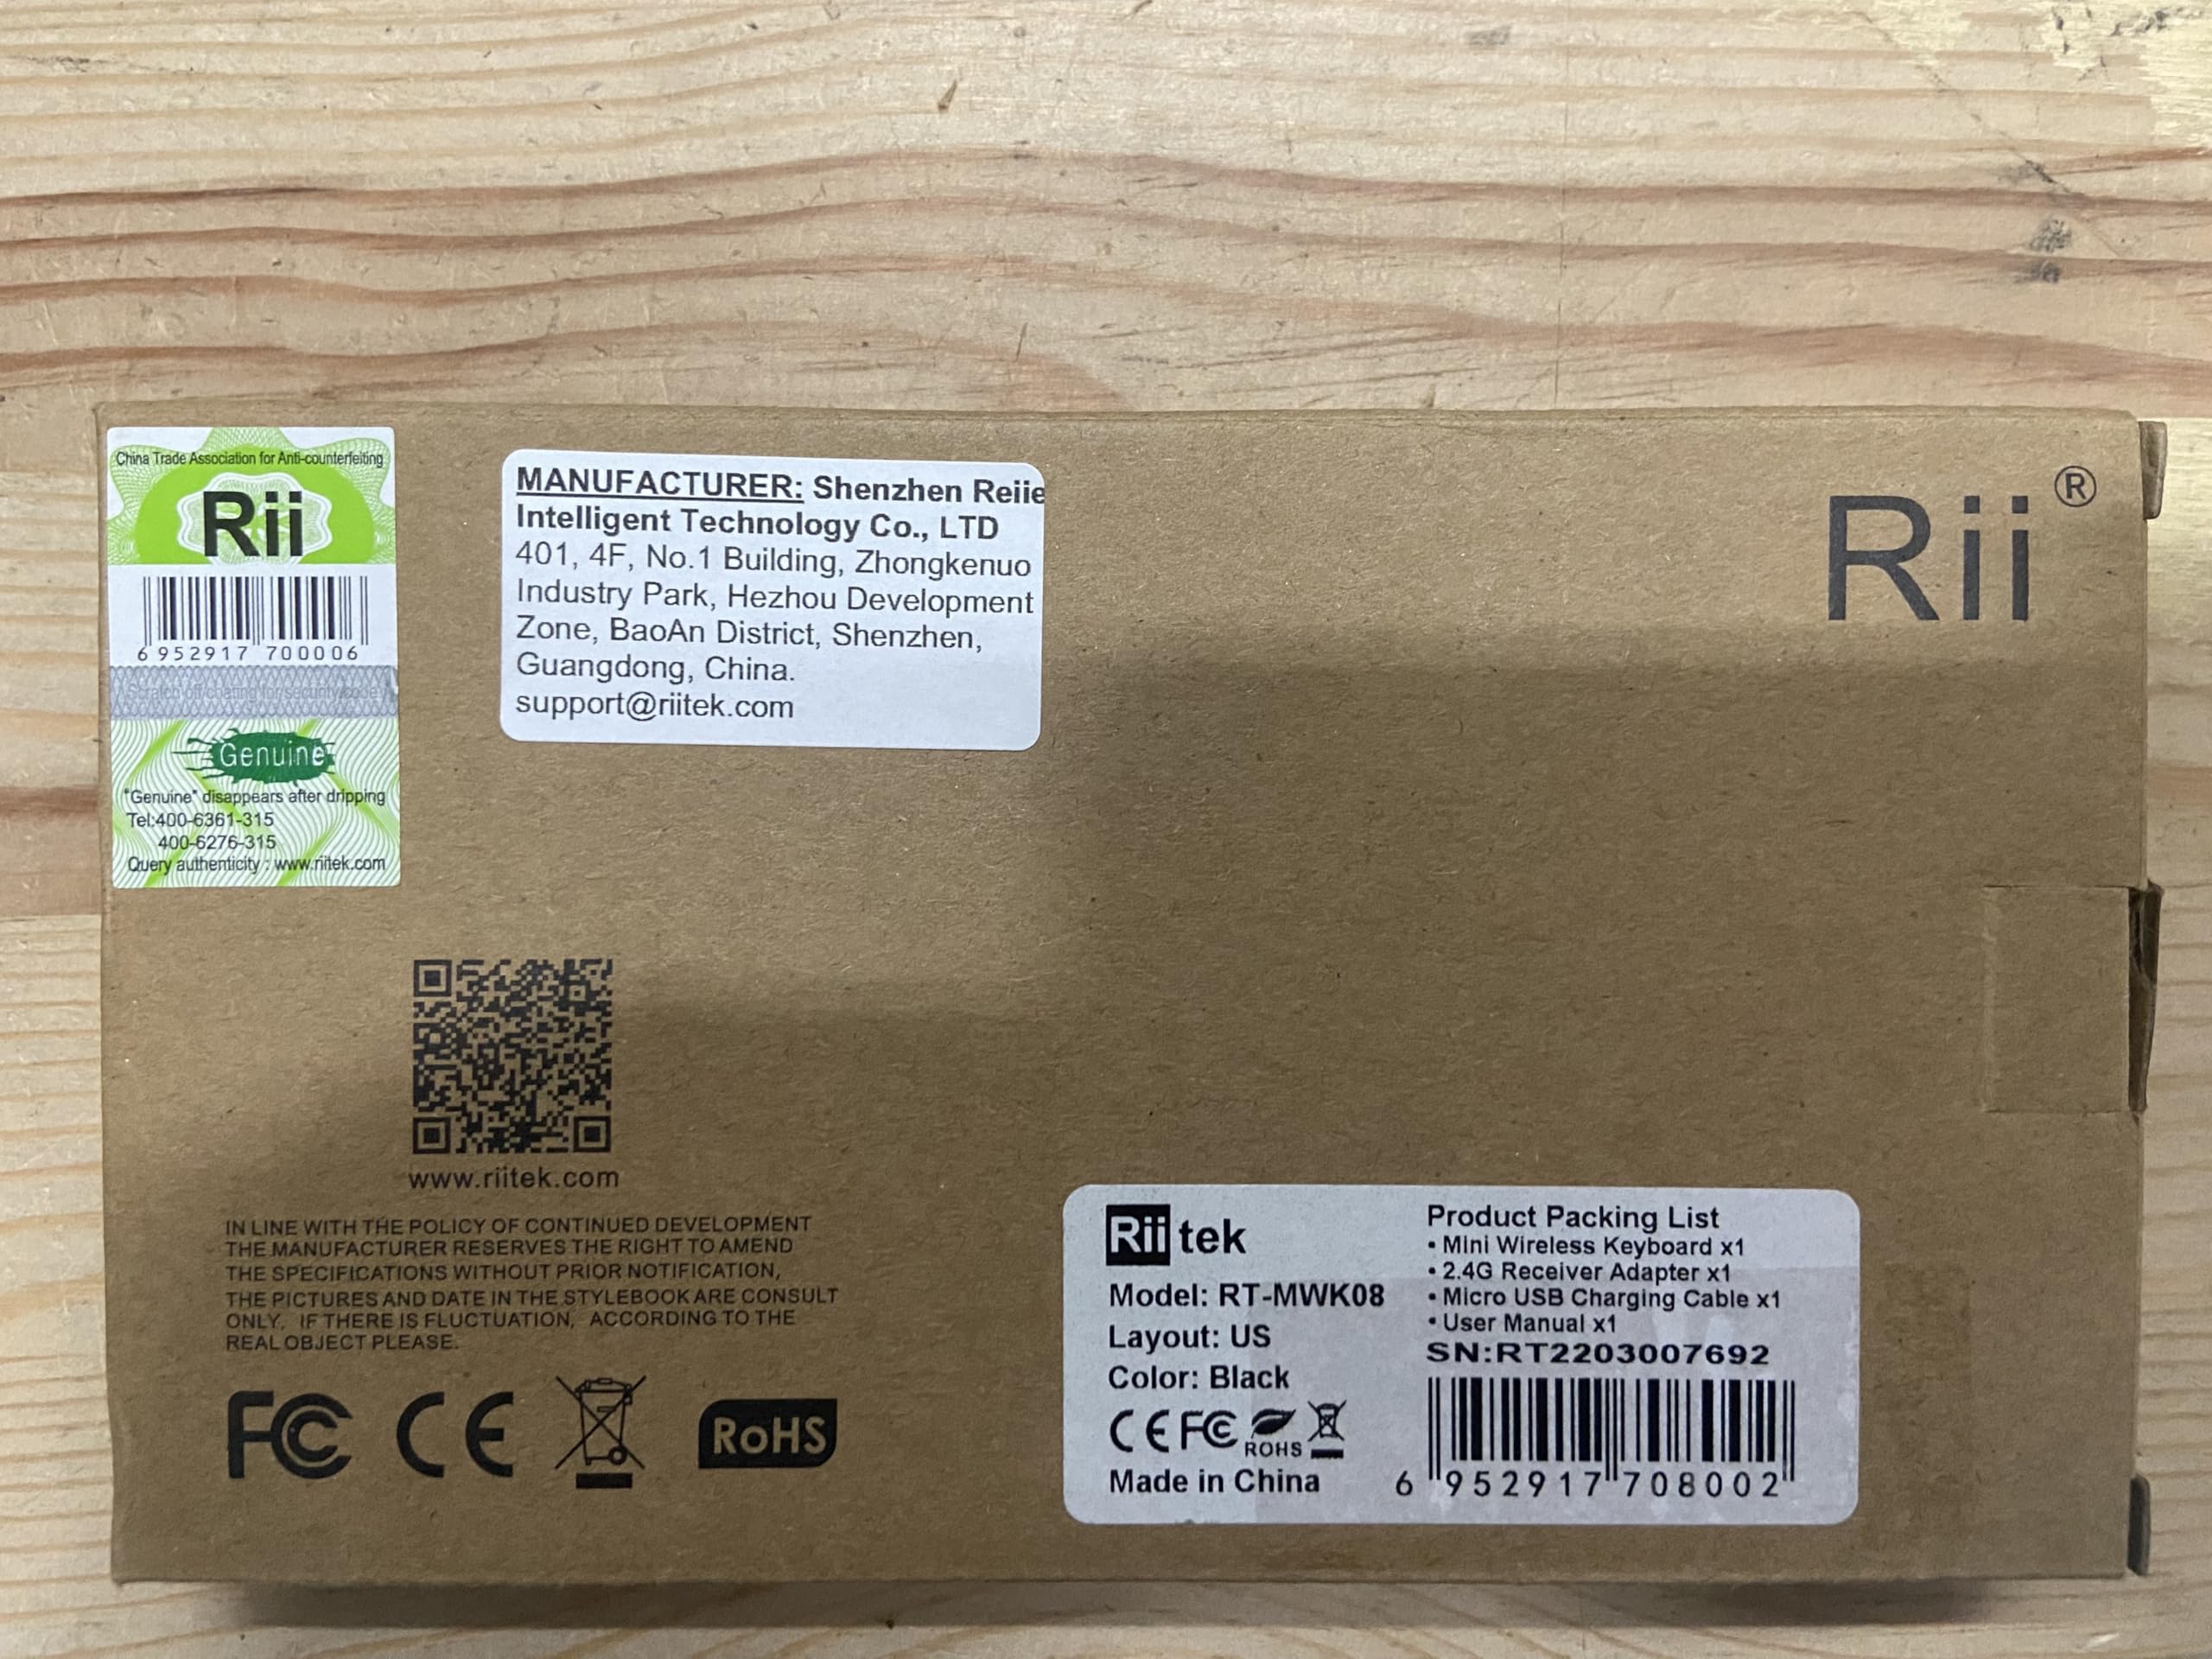 China Trade Association for Anti-counterfeiting
Rii
6 952917 700006
Scratch off coating for security code
Genuine
"Genuine" disappears after dripping
Tel:400-6361-315
400-6276-315
Query authenticity : www.riitek.com
MANUFACTURER: Shenzhen Reiie
Intelligent Technology Co., LTD
401, 4F, No.1 Building, Zhongkenuo
Industry Park, Hezhou Development
Zone, BaoAn District, Shenzhen,
Guangdong, China.
support@riitek.com
Rii®
www.riitek.com
IN LINE WITH THE POLICY OF CONTINUED DEVELOPMENT
THE MANUFACTURER RESERVES THE RIGHT TO AMEND
THE SPECIFICATIONS WITHOUT PRIOR NOTIFICATION,
THE PICTURES AND DATE IN THE STYLEBOOK ARE CONSULT
ONLY, IF THERE IS FLUCTUATION, ACCORDING TO THE
REAL OBJECT PLEASE.
FC CE RoHS
Rii tek
Model: RT-MWK08
Layout: US
Color: Black
CE FC ROHS
Made in China
Product Packing List
• Mini Wireless Keyboard x1
• 2.4G Receiver Adapter x1
• Micro USB Charging Cable x1
• User Manual x1
SN:RT2203007692
6 952917 708002